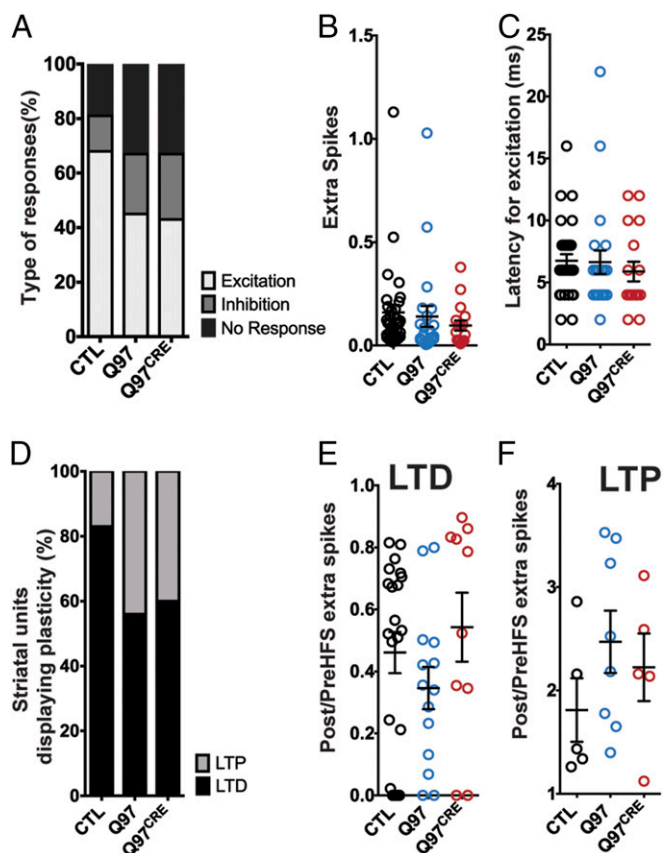 A
Type of responses(%)
100
80
60
40
20
0
CTL
Q97
Q97CRE
Excitation
Inhibition
No Response
B
Extra Spikes
1.5
1.0
0.5
0.0
CTL
Q97
Q97CRE
C
Latency for excitation (ms)
25
20
15
10
5
0
CTL
Q97
Q97CRE
D
Striatal units
displaying plasticity (%)
100
80
60
40
20
0
CTL
Q97
Q97CRE
LTP
LTD
E
LTD
Post/PreHFS extra spikes
1.0
0.8
0.6
0.4
0.2
0.0
CTL
Q97
Q97CRE
F
LTP
Post/PreHFS extra spikes
4
3
2
1
CTL
Q97
Q97CRE